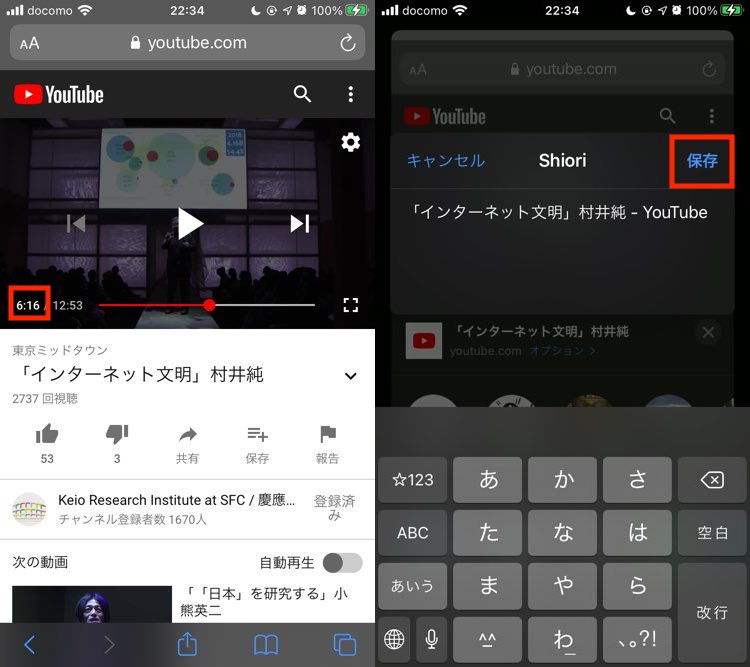 docomo 22:34 100%
AA youtube.com
YouTube
2018
4.168
54.4%
6:16 / 12:53
東京ミッドタウン
「インターネット文明」村井純
2737 回視聴
53 3 共有 保存 報告
Keio Research Institute at SFC / 慶應...
チャンネル登録者数 1670人
登録済
み
次の動画 自動再生
「「日本」を研究する」小
熊英二
docomo 22:34 100%
AA youtube.com
YouTube
キャンセル Shiori 保存
「インターネット文明」村井純 - YouTube
「インターネット文明」村井純
youtube.com オプション >
☆123 あ か さ
ABC た な は 空白
あいう ま や ら 改行
^^ わ_ 、。?!